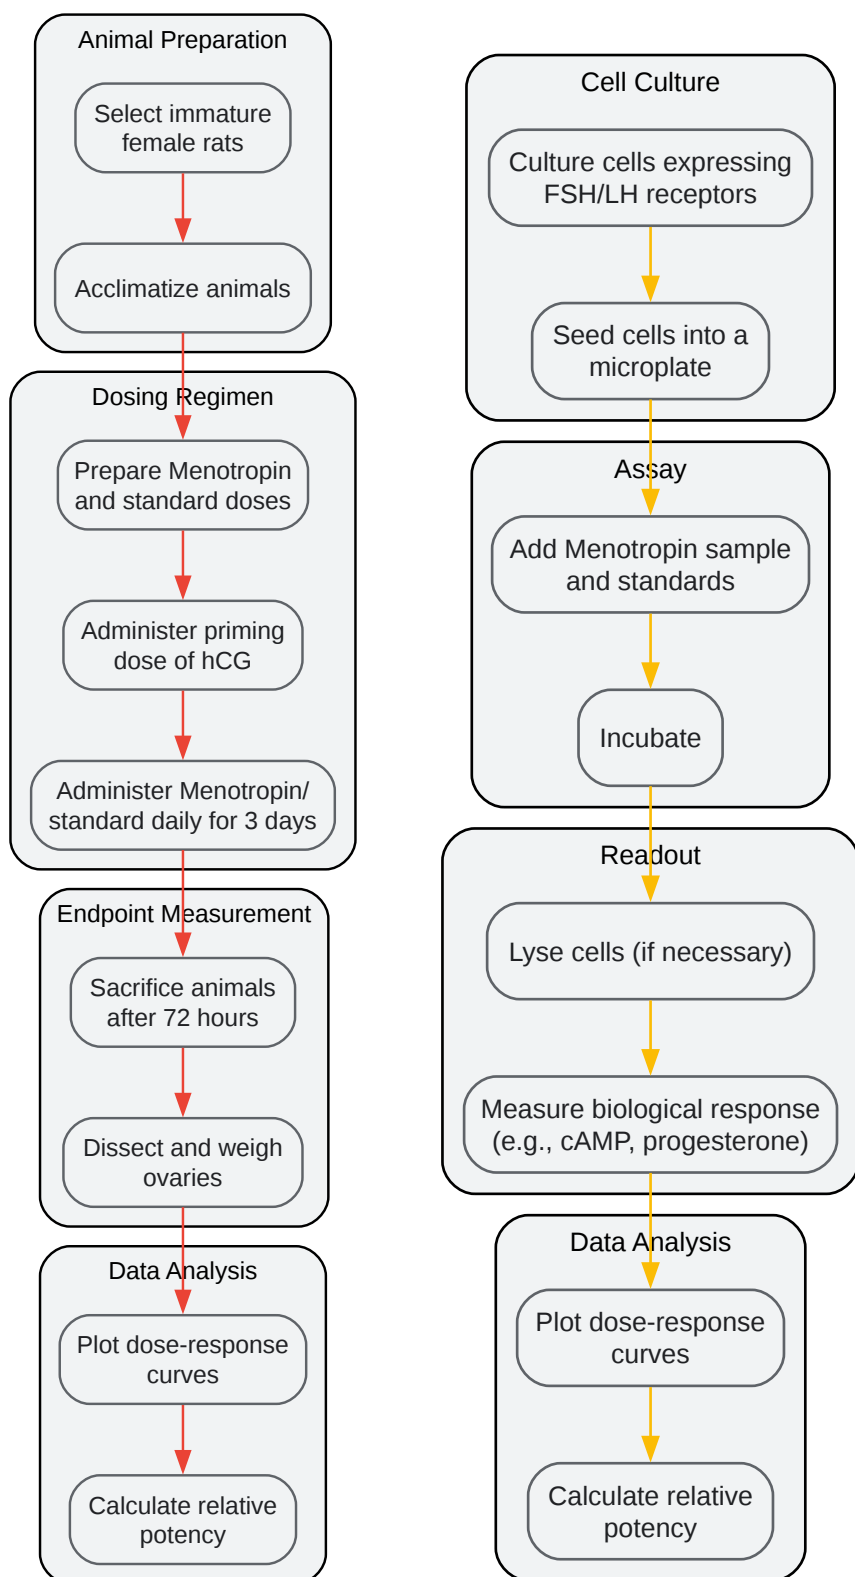 Animal Preparation
Select immature
female rats
Acclimatize animals
Dosing Regimen
Prepare Menotropin
and standard doses
Administer priming
dose of hCG
Administer Menotropin/
standard daily for 3 days
Endpoint Measurement
Sacrifice animals
after 72 hours
Dissect and weigh
ovaries
Data Analysis
Plot dose-response
curves
Calculate relative
potency
Cell Culture
Culture cells expressing
FSH/LH receptors
Seed cells into a
microplate
Assay
Add Menotropin sample
and standards
Incubate
Readout
Lyse cells (if necessary)
Measure biological response
(e.g., cAMP, progesterone)
Data Analysis
Plot dose-response
curves
Calculate relative
potency